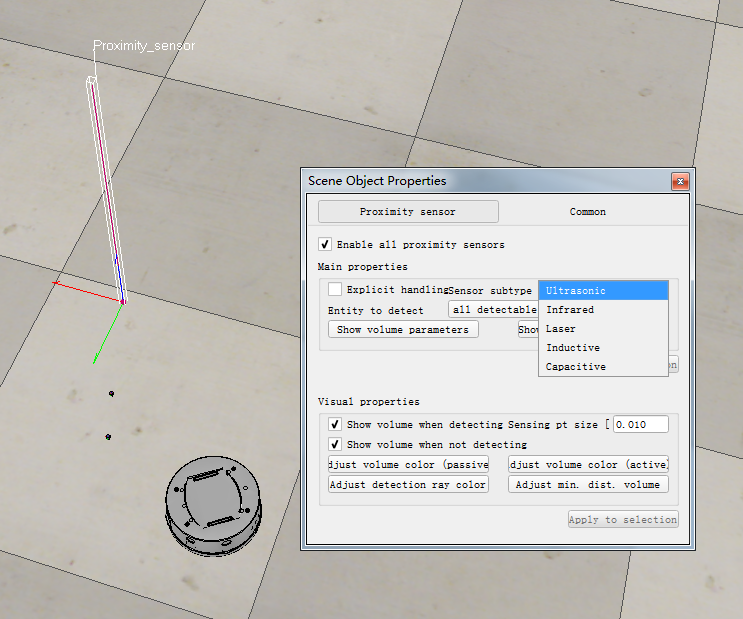 Proximity_sensor
Scene Object Properties
Proximity sensor Common
Enable all proximity sensors
Main properties
Explicit handling Sensor subtype Ultrasonic
Infrared
Entity to detect all detectable
Laser
Show volume parameters Show
Inductive
Capacitive
Visual properties
Show volume when detecting Sensing pt size [ 0.010
Show volume when not detecting
djust volume color (passive djust volume color (active
Adjust detection ray color Adjust min. dist. volume
Apply to selection